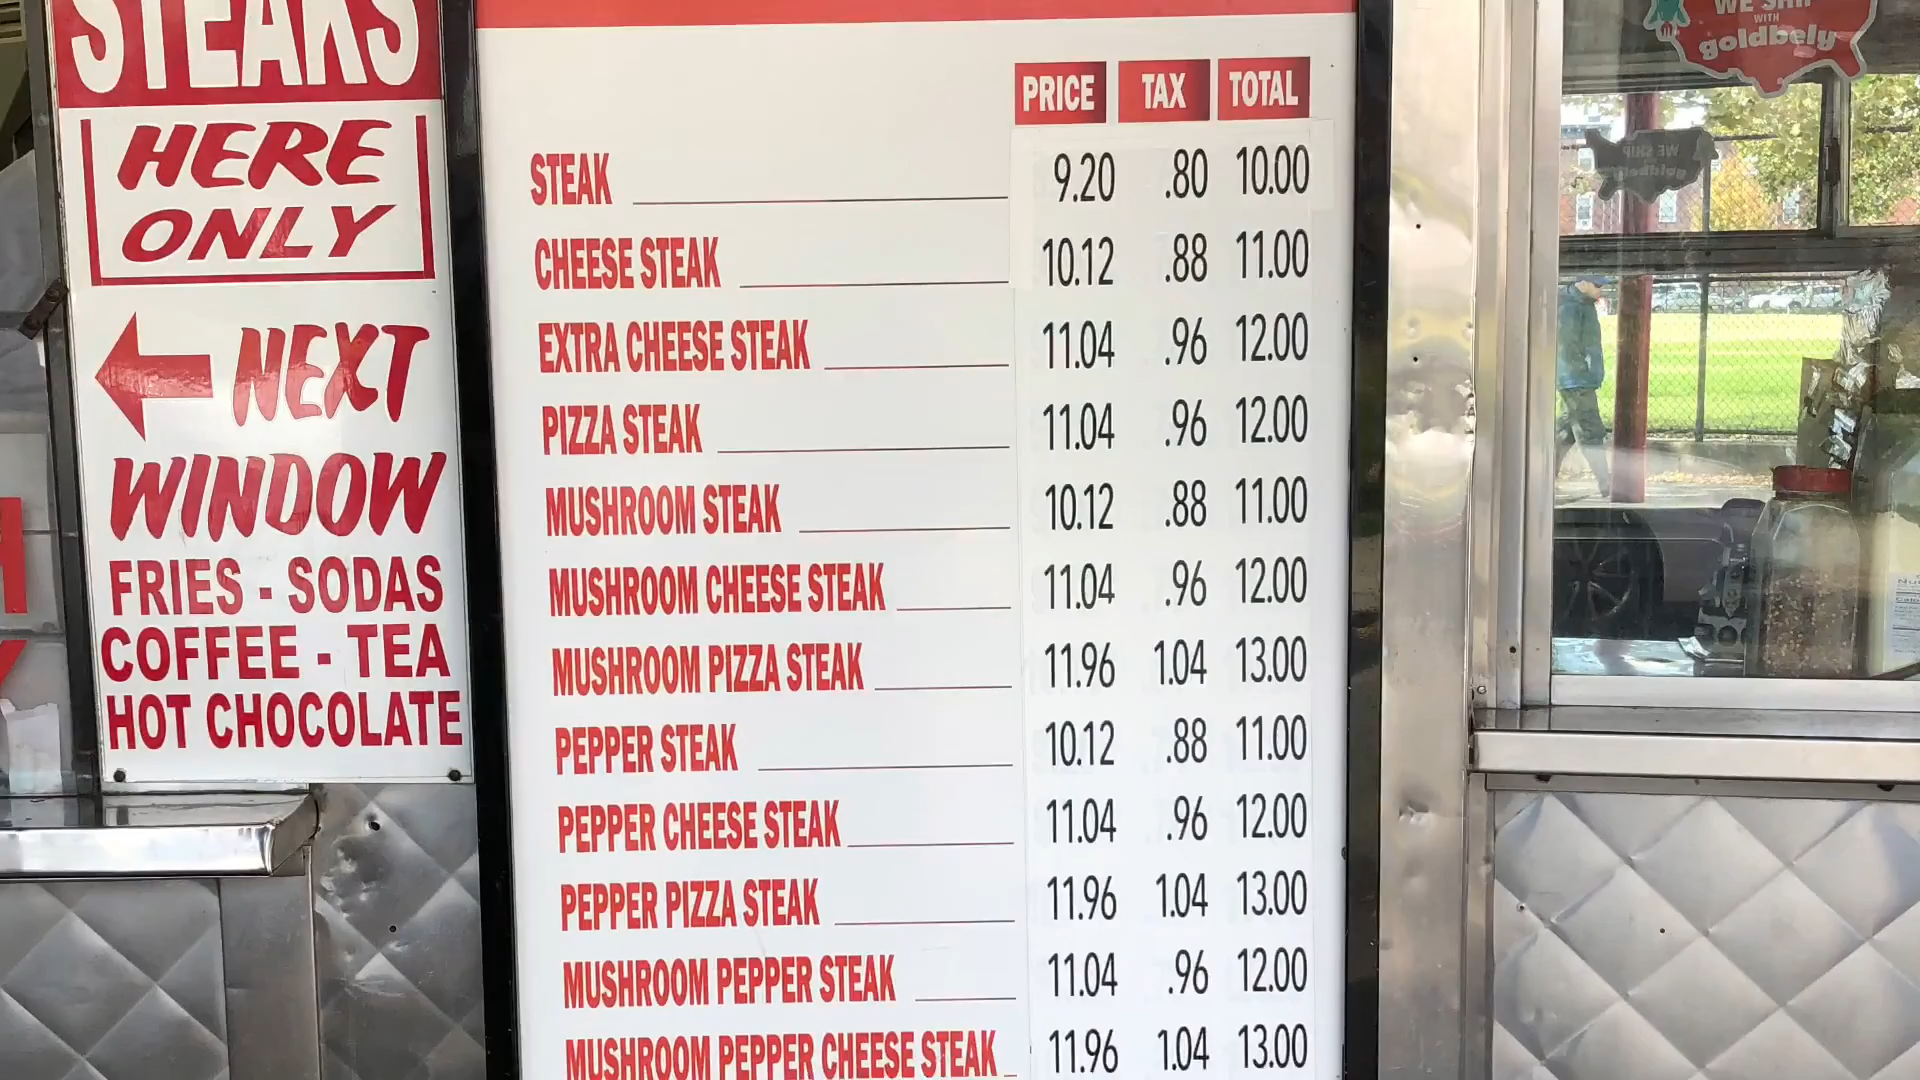 STEAKS
HERE
ONLY
NEXT
WINDOW
FRIES - SODAS
COFFEE - TEA
HOT CHOCOLATE
PRICE TAX TOTAL
STEAK 9.20 .80 10.00
CHEESE STEAK 10.12 .88 11.00
EXTRA CHEESE STEAK 11.04 .96 12.00
PIZZA STEAK 11.04 .96 12.00
MUSHROOM STEAK 10.12 .88 11.00
MUSHROOM CHEESE STEAK 11.04 .96 12.00
MUSHROOM PIZZA STEAK 11.96 1.04 13.00
PEPPER STEAK 10.12 .88 11.00
PEPPER CHEESE STEAK 11.04 .96 12.00
PEPPER PIZZA STEAK 11.96 1.04 13.00
MUSHROOM PEPPER STEAK 11.04 .96 12.00
MUSHROOM PEPPER CHEESE STEAK 11.96 1.04 13.00
WE SHIP
WITH
goldbely